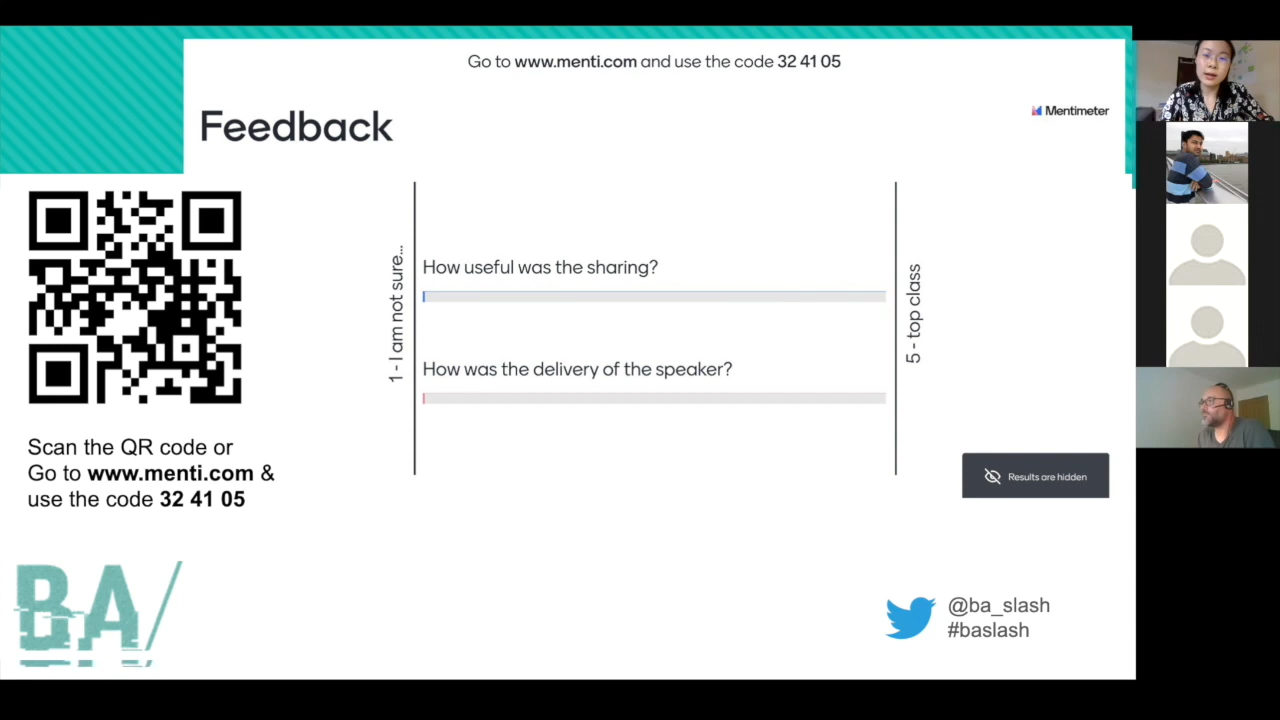 Go to www.menti.com and use the code 32 41 05
Feedback
Mentimeter
1 - I am not sure...
How useful was the sharing?
How was the delivery of the speaker?
5 - top class
Results are hidden
Scan the QR code or
Go to www.menti.com &
use the code 32 41 05
BA/
@ba_slash
#baslash